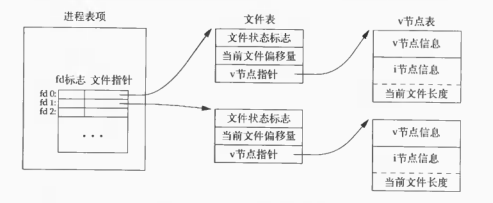 进程表项
fd标志 文件指针
fd 0:
fd 1:
fd 2:
...
文件表
文件状态标志
当前文件偏移量
v节点指针
文件状态标志
当前文件偏移量
v节点指针
v节点表
v节点信息
i节点信息
当前文件长度
v节点信息
i节点信息
当前文件长度